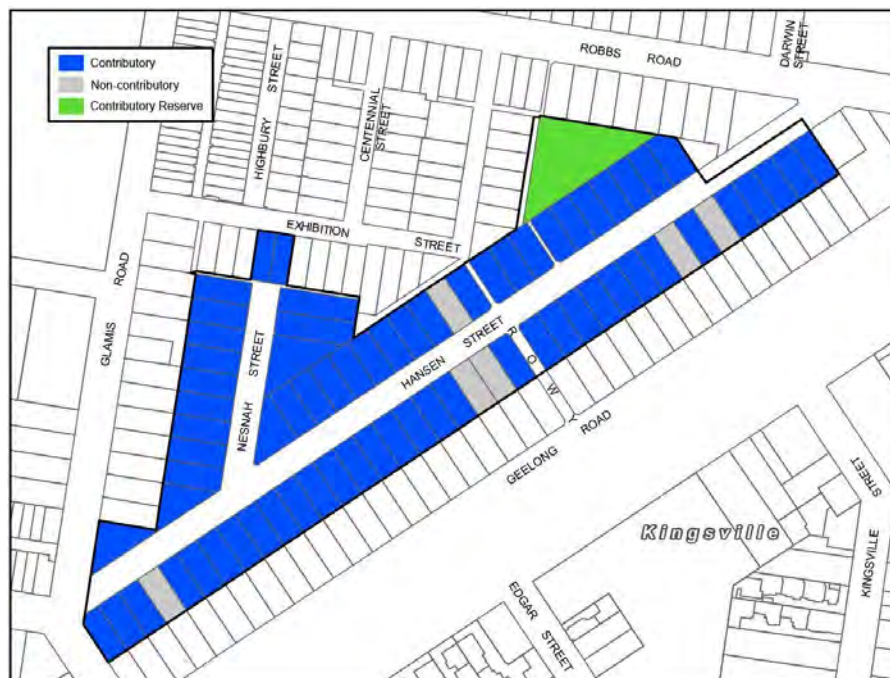 Contributory
Non-contributory
Contributory Reserve
HIGHBURY STREET
CENTENNIAL
STREET
ROBBS ROAD
DARWIN
STREET
EXHIBITION STREET
GLAMIS ROAD
NESNAH STREET
HANSEN STREET
ROWY
GEELONG ROAD
Kingsville
EDGAR STREET
KINGSVILLE STREET